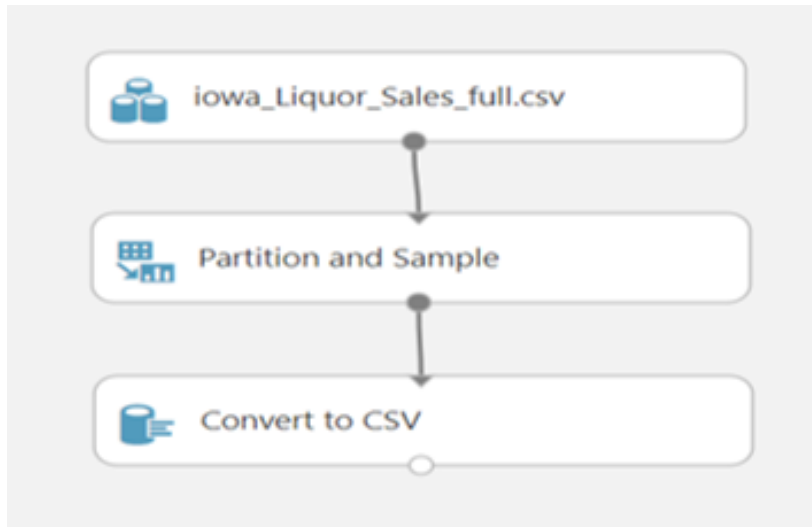 iowa_Liquor_Sales_full.csv
Partition and Sample
Convert to CSV